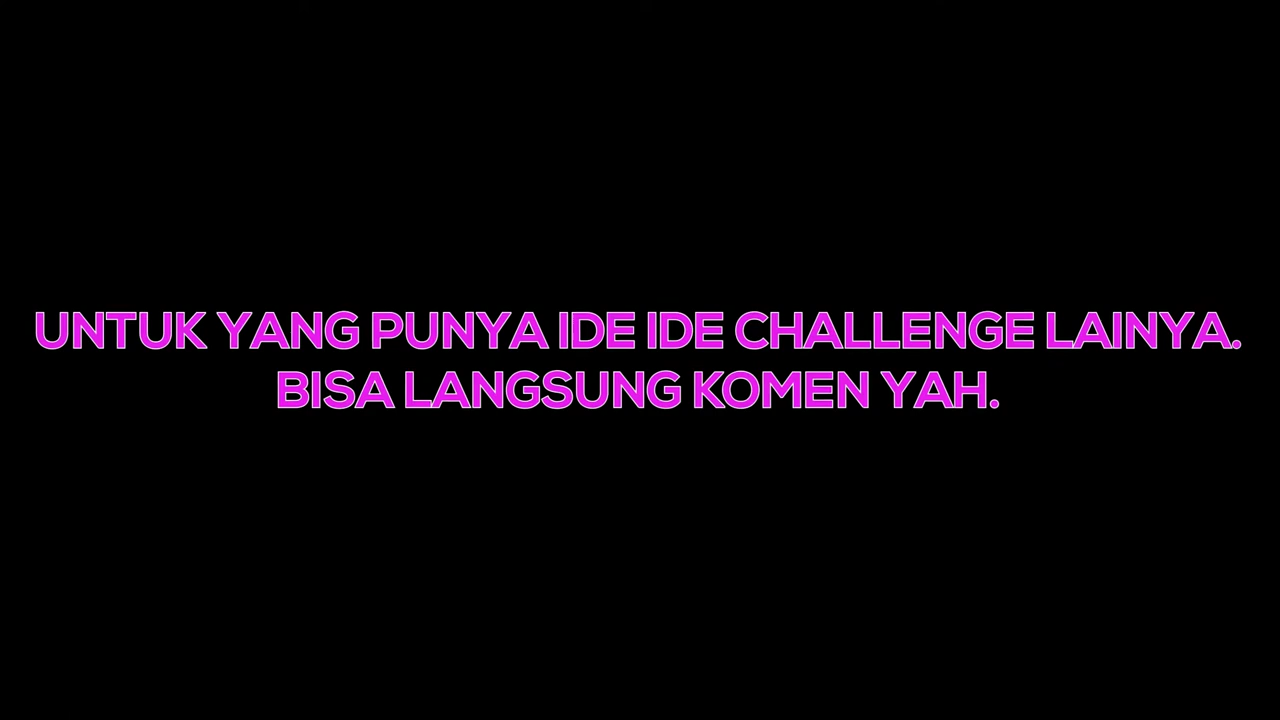 UNTUK YANG PUNYA IDE IDE CHALLENGE LAINYA.
BISA LANGSUNG KOMEN YAH.